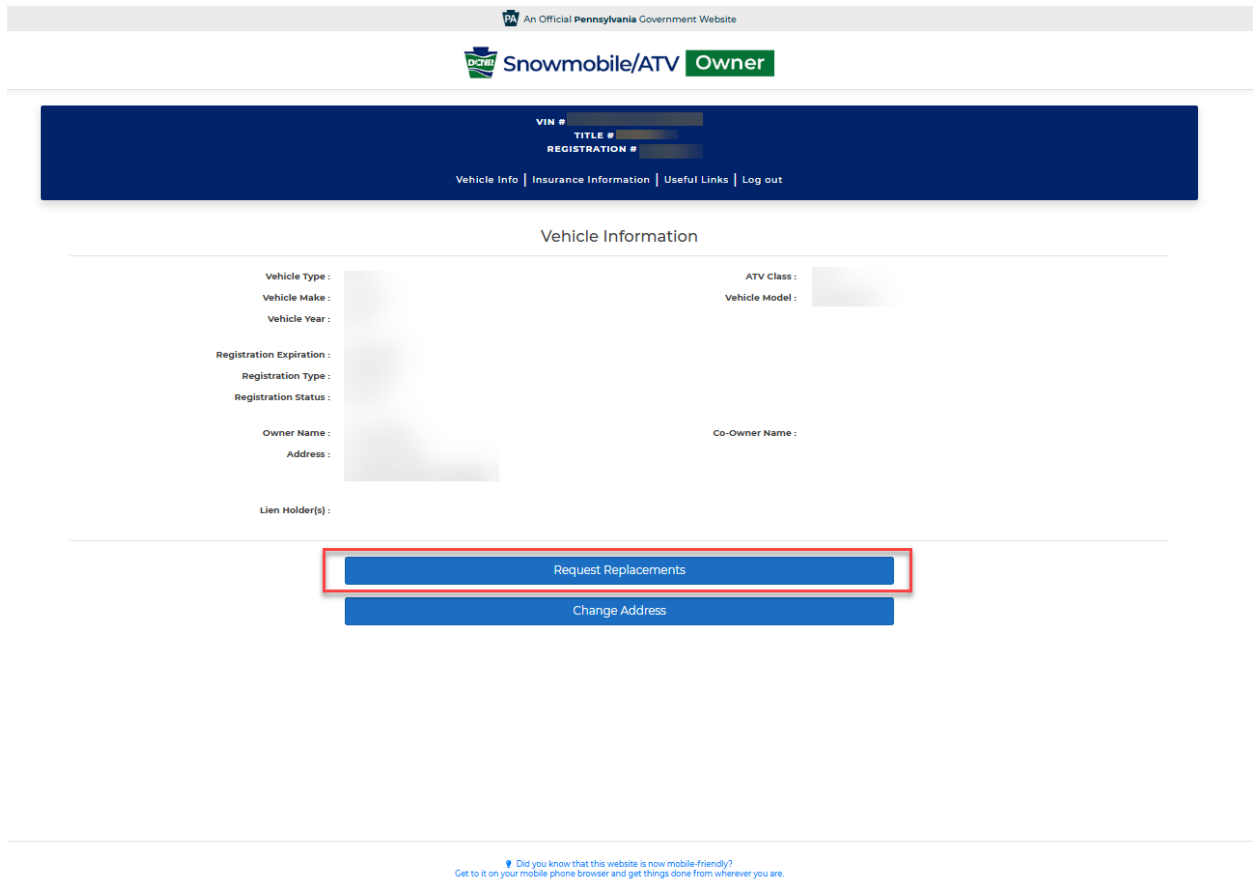 PA An Official Pennsylvania Government Website
DCNR Snowmobile/ATV Owner
VIN #
TITLE #
REGISTRATION #
Vehicle Info | Insurance Information | Useful Links | Log out
Vehicle Information
Vehicle Type :
ATV Class :
Vehicle Make :
Vehicle Model :
Vehicle Year :
Registration Expiration :
Registration Type :
Registration Status :
Owner Name :
Co-Owner Name :
Address :
Lien Holder(s) :
Request Replacements
Change Address
Did you know that this website is now mobile-friendly?
Get to it on your mobile phone browser and get things done from wherever you are.